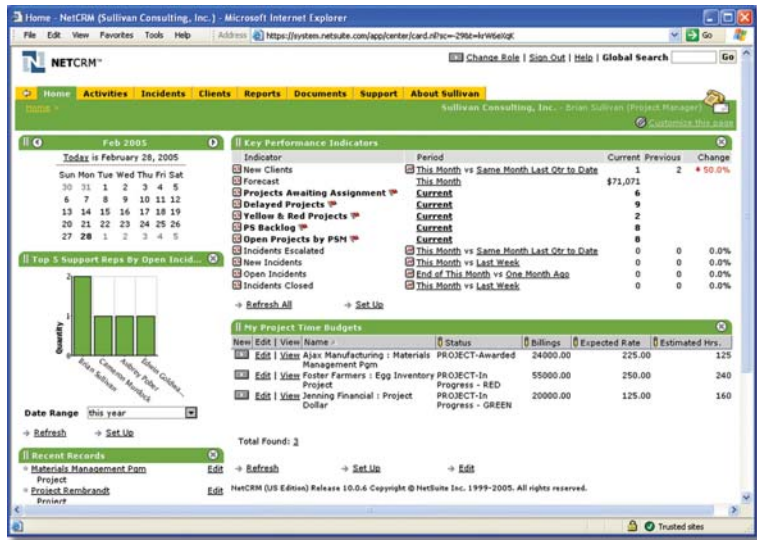 Home - NetCRM (Sullivan Consulting, Inc.) - Microsoft Internet Explorer
File Edit View Favorites Tools Help Address https://system.netsuite.com/app/center/card.nl?sc=-29&t=krW6eXqK Go
NETCRM™ Change Role | Sign Out | Help | Global Search Go
Home Activities Incidents Clients Reports Documents Support About Sullivan
Home » Sullivan Consulting, Inc. - Brian Sullivan (Project Manager)
Customize this page
Feb 2005
Today is February 28, 2005
Sun Mon Tue Wed Thu Fri Sat
30 31 1 2 3 4 5
6 7 8 9 10 11 12
13 14 15 16 17 18 19
20 21 22 23 24 25 26
27 28 1 2 3 4 5
Top 5 Support Reps By Open Incid...
2
1
0
Quantity
Brian Sullivan
Cameron Murdock
Aubrey Puber
Edwin Goldwa...
Date Range this year
Refresh Set Up
Recent Records
Materials Management Pgm Edit
Project
Project Rembrandt Edit
Project
Key Performance Indicators
Indicator Period Current Previous Change
New Clients This Month vs Same Month Last Qtr to Date 1 2 50.0%
Forecast This Month $71,071
Projects Awaiting Assignment Current 6
Delayed Projects Current 9
Yellow & Red Projects Current 2
PS Backlog Current 8
Open Projects by PSM Current 8
Incidents Escalated This Month vs Same Month Last Qtr to Date 0 0 0.0%
New Incidents This Month vs Last Week 0 0 0.0%
Open Incidents End of This Month vs One Month Ago 0 0 0.0%
Incidents Closed This Month vs Last Week 0 0 0.0%
Refresh All Set Up
My Project Time Budgets
New Edit | View Name Status Billings Expected Rate Estimated Hrs.
Edit | View Ajax Manufacturing : Materials PROJECT-Awarded 24000.00 225.00 125
Management Pgm
Edit | View Foster Farmers : Egg Inventory PROJECT-In 55000.00 250.00 240
Project Progress - RED
Edit | View Jenning Financial : Project PROJECT-In 20000.00 125.00 160
Dollar Progress - GREEN
Total Found: 3
Refresh Set Up Edit
NetCRM (US Edition) Release 10.0.6 Copyright © NetSuite Inc. 1999-2005. All rights reserved.
Trusted sites